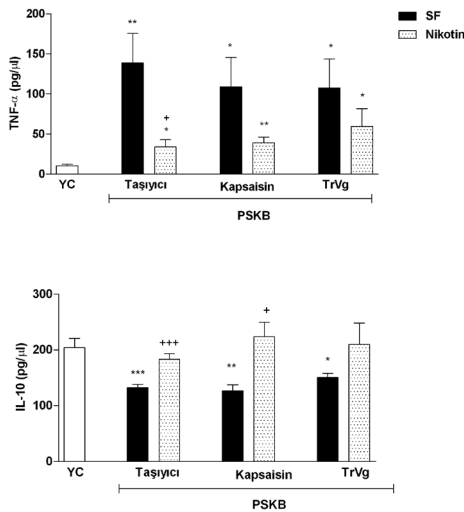 SF
Nikotin
TNF-α (pg/µl)
200
150
100
50
0
**
+
*
*
**
*
*
YC
Taşıyıcı
Kapsaisin
TrVg
PSKB
IL-10 (pg/µl)
300
200
100
0
***
+++
**
+
*
YC
Taşıyıcı
Kapsaisin
TrVg
PSKB